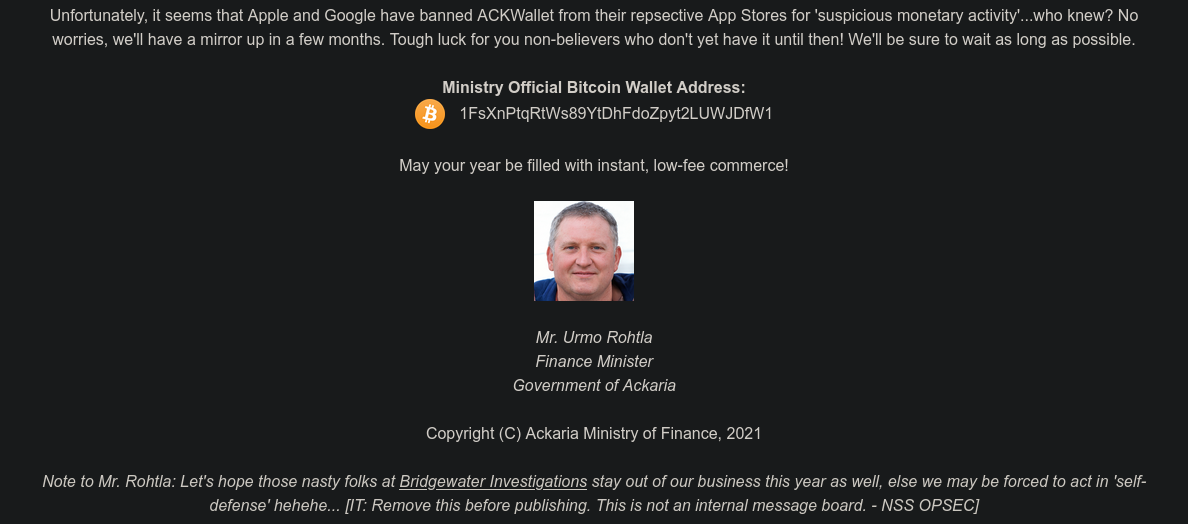 Unfortunately, it seems that Apple and Google have banned ACKWallet from their repsective App Stores for 'suspicious monetary activity'...who knew? No
worries, we'll have a mirror up in a few months. Tough luck for you non-believers who don't yet have it until then! We'll be sure to wait as long as possible.
Ministry Official Bitcoin Wallet Address:
1FsXnPtqRtWs89YtDhFdoZpyt2LUWJDfW1
May your year be filled with instant, low-fee commerce!
Mr. Urmo Rohtla
Finance Minister
Government of Ackaria
Copyright (C) Ackaria Ministry of Finance, 2021
Note to Mr. Rohtla: Let's hope those nasty folks at Bridgewater Investigations stay out of our business this year as well, else we may be forced to act in 'self-
defense' hehehe... [IT: Remove this before publishing. This is not an internal message board. - NSS OPSEC]